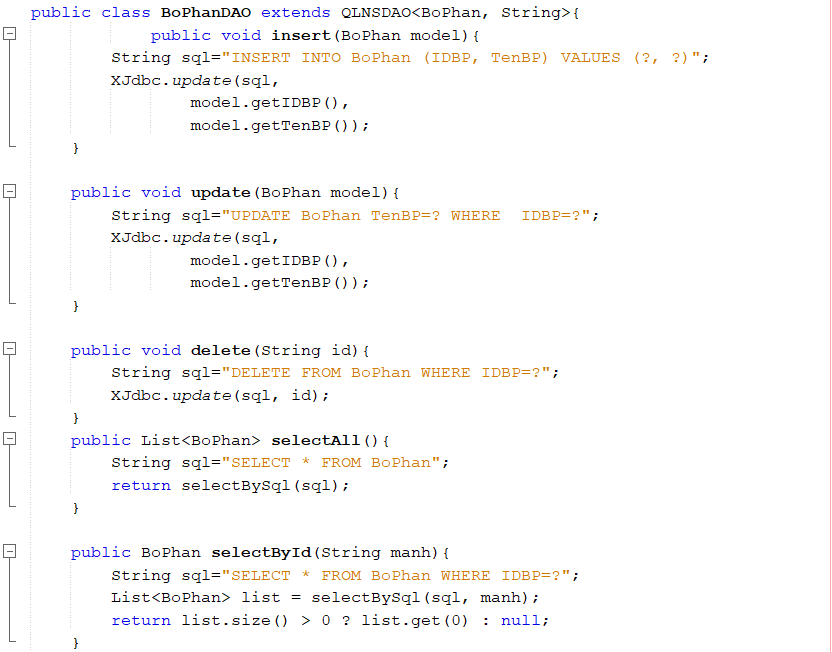 public class BoPhanDAO extends QLNSDAO<BoPhan, String>{
public void insert(BoPhan model){
String sql="INSERT INTO BoPhan (IDBP, TenBP) VALUES (?, ?)";
XJdbc.update(sql,
model.getIDBP(),
model.getTenBP());
}
public void update(BoPhan model){
String sql="UPDATE BoPhan TenBP=? WHERE  IDBP=?";
XJdbc.update(sql,
model.getIDBP(),
model.getTenBP());
}
public void delete(String id){
String sql="DELETE FROM BoPhan WHERE IDBP=?";
XJdbc.update(sql, id);
}
public List<BoPhan> selectAll(){
String sql="SELECT * FROM BoPhan";
return selectBySql(sql);
}
public BoPhan selectById(String manh){
String sql="SELECT * FROM BoPhan WHERE IDBP=?";
List<BoPhan> list = selectBySql(sql, manh);
return list.size() > 0 ? list.get(0) : null;
}